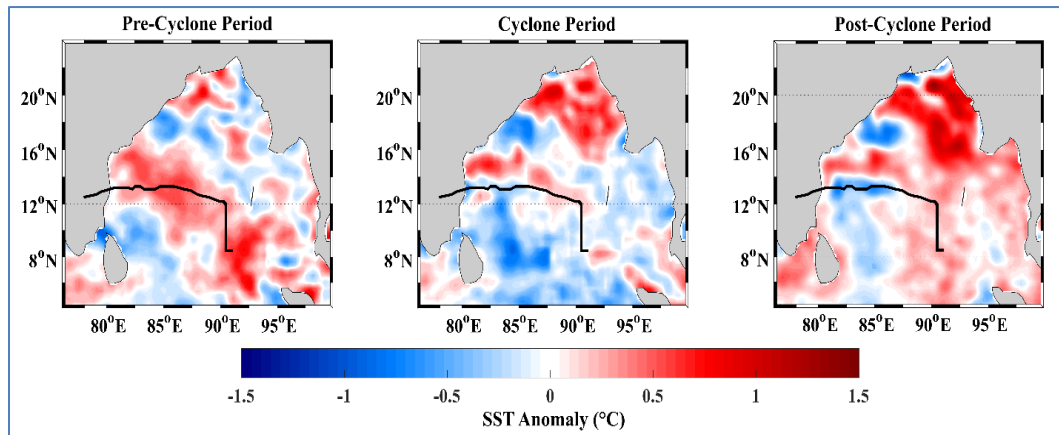 Pre-Cyclone Period
Cyclone Period
Post-Cyclone Period
20°N
16°N
12°N
8°N
80°E 85°E 90°E 95°E
20°N
16°N
12°N
8°N
80°E 85°E 90°E 95°E
20°N
16°N
12°N
8°N
80°E 85°E 90°E 95°E
-1.5 -1 -0.5 0 0.5 1 1.5
SST Anomaly (°C)